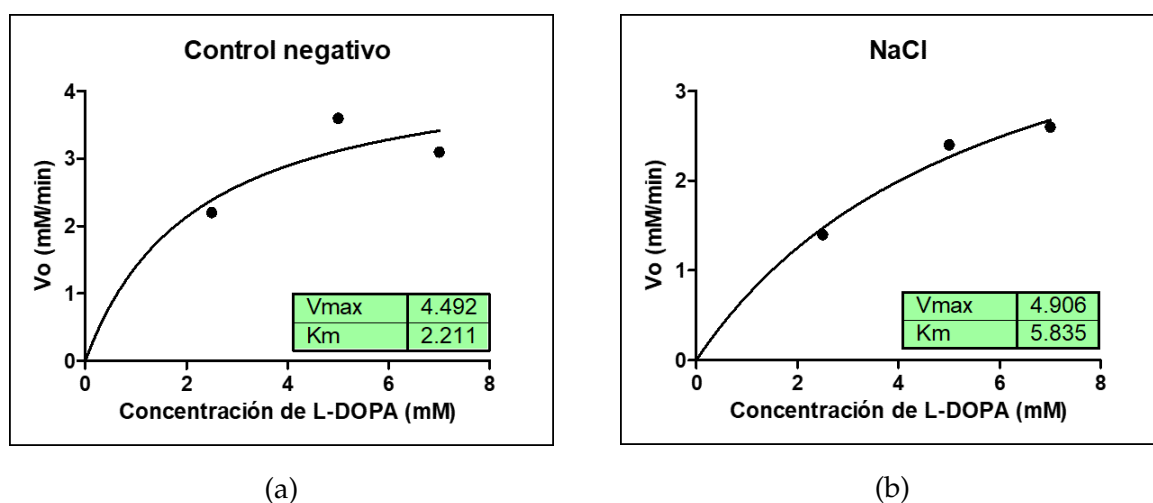 Control negativo
4
3
2
1
0
Vo (mM/min)
Vmax 4.492
Km 2.211
0 2 4 6 8
Concentración de L-DOPA (mM)
(a)
NaCl
3
2
1
0
Vo (mM/min)
Vmax 4.906
Km 5.835
0 2 4 6 8
Concentración de L-DOPA (mM)
(b)